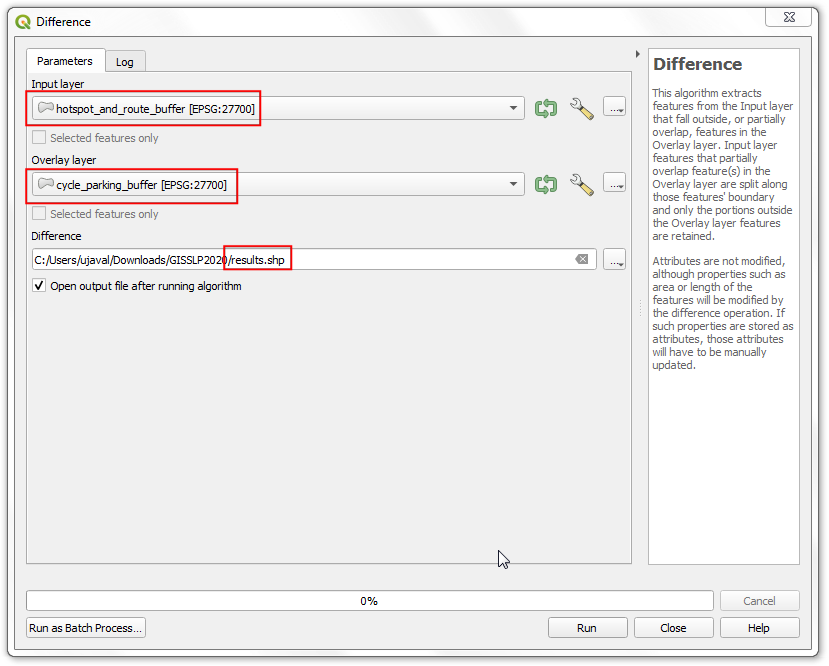 Difference
Parameters
Log
Input layer
hotspot_and_route_buffer [EPSG:27700]
...
Selected features only
Overlay layer
cycle_parking_buffer [EPSG:27700]
...
Selected features only
Difference
C:/Users/ujaval/Downloads/GISSLP2020/results.shp
...
Open output file after running algorithm
Difference
This algorithm extracts
features from the Input layer
that fall outside, or partially
overlap, features in the
Overlay layer. Input layer
features that partially
overlap feature(s) in the
Overlay layer are split along
those features' boundary
and only the portions outside
the Overlay layer features
are retained.
Attributes are not modified,
although properties such as
area or length of the
features will be modified by
the difference operation. If
such properties are stored as
attributes, those attributes
will have to be manually
updated.
0%
Cancel
Run as Batch Process...
Run
Close
Help